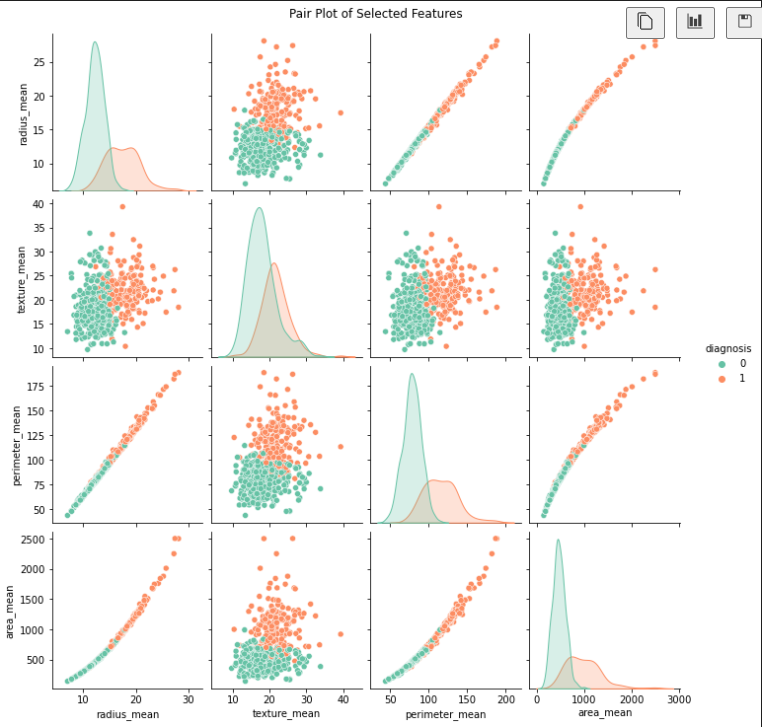 Pair Plot of Selected Features
radius_mean
25
20
15
10
texture_mean
40
35
30
25
20
15
10
diagnosis
0
1
perimeter_mean
175
150
125
100
75
50
area_mean
2500
2000
1500
1000
500
10 20 30
10 20 30 40
50 100 150 200
0 1000 2000 3000
radius_mean texture_mean perimeter_mean area_mean